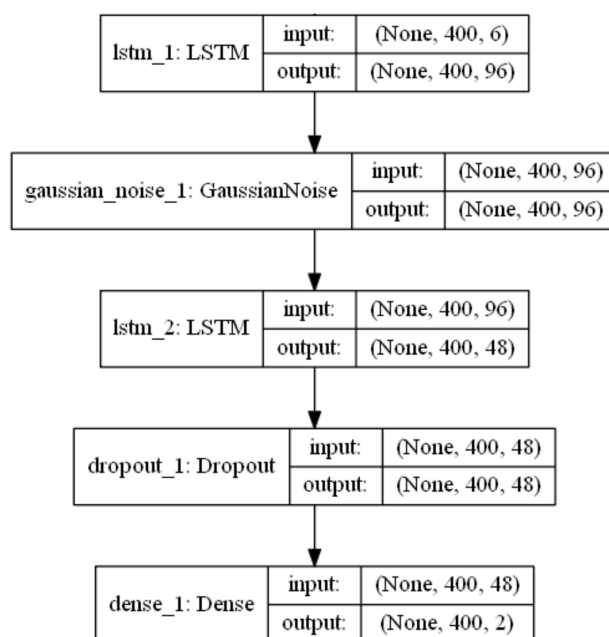 lstm_1: LSTM
input: (None, 400, 6)
output: (None, 400, 96)
gaussian_noise_1: GaussianNoise
input: (None, 400, 96)
output: (None, 400, 96)
lstm_2: LSTM
input: (None, 400, 96)
output: (None, 400, 48)
dropout_1: Dropout
input: (None, 400, 48)
output: (None, 400, 48)
dense_1: Dense
input: (None, 400, 48)
output: (None, 400, 2)